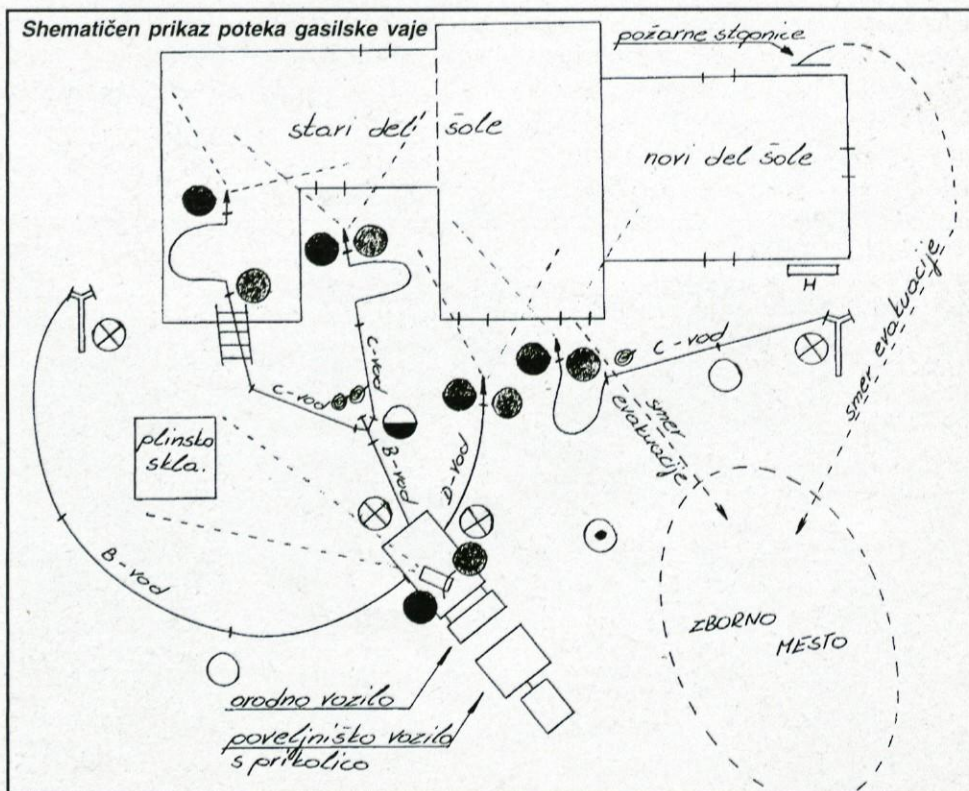 Shematičen prikaz poteka gasilske vaje
požarne stopnice
stari del šole
novi del šole
H
C-vod
smer evakuacije
smer
evakuacije
C-vod
C-vod
B-vod
D-vod
plinsko
skla.
B-vod
ZBORNO
MESTO
orodno vozilo
poveljniško vozilo
s prikolico